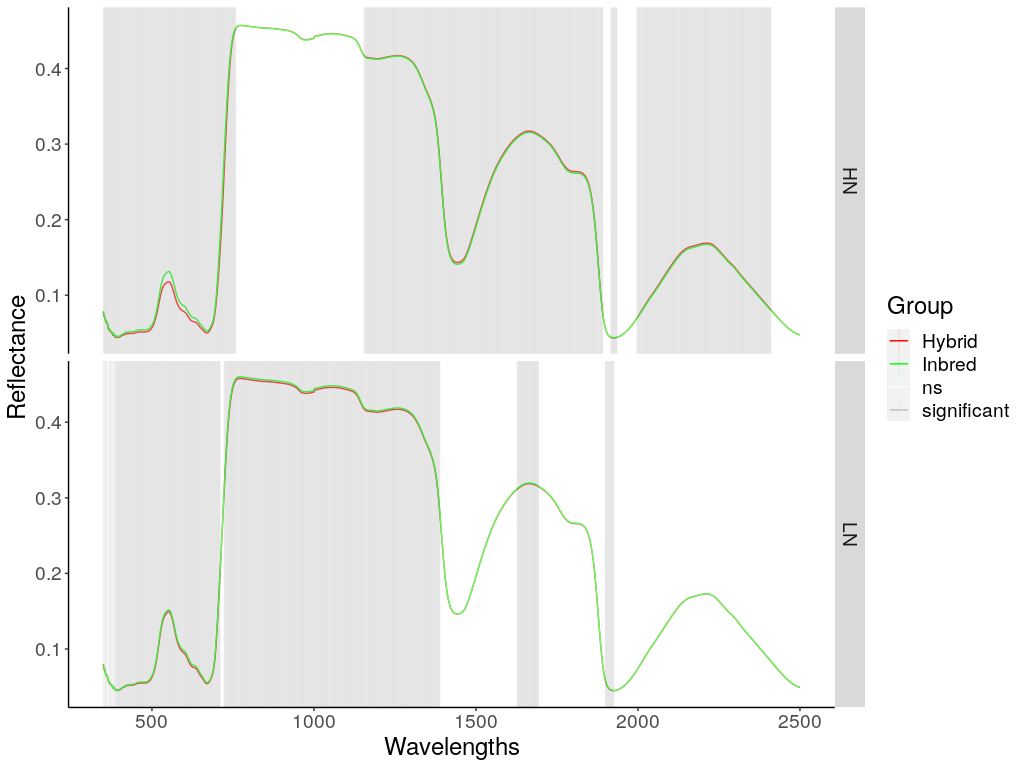 Reflectance
0.4
0.3
0.2
0.1
HN
0.4
0.3
0.2
0.1
LN
500
1000
1500
2000
2500
Wavelengths
Group
Hybrid
Inbred
ns
significant